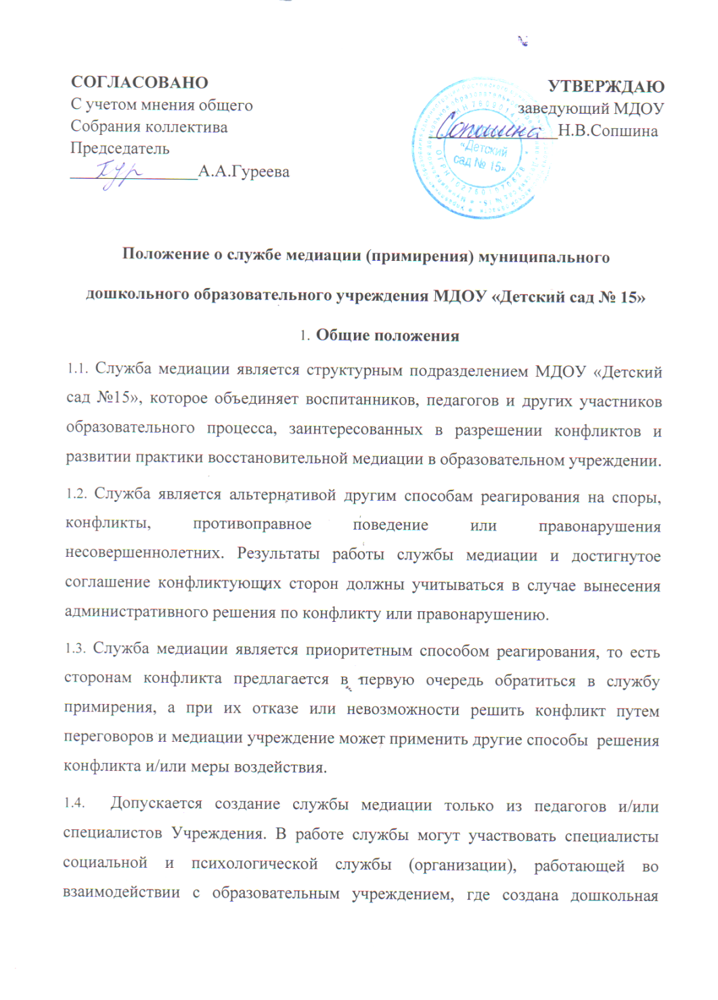 СОГЛАСОВАНО
С учетом мнения общего
Собрания коллектива
Председатель
А.А.Гуреева
УТВЕРЖДАЮ
заведующий МДОУ
Сопшина Н.В.Сопшина
«Детский
сад № 15»
Положение о службе медиации (примирения) муниципального
дошкольного образовательного учреждения МДОУ «Детский сад № 15»
1. Общие положения
1.1. Служба медиации является структурным подразделением МДОУ «Детский
сад №15», которое объединяет воспитанников, педагогов и других участников
образовательного процесса, заинтересованных в разрешении конфликтов и
развитии практики восстановительной медиации в образовательном учреждении.
1.2. Служба является альтернативой другим способам реагирования на споры,
конфликты, противоправное поведение или правонарушения
несовершеннолетних. Результаты работы службы медиации и достигнутое
соглашение конфликтующих сторон должны учитываться в случае вынесения
административного решения по конфликту или правонарушению.
1.3. Служба медиации является приоритетным способом реагирования, то есть
сторонам конфликта предлагается в первую очередь обратиться в службу
примирения, а при их отказе или невозможности решить конфликт путем
переговоров и медиации учреждение может применить другие способы решения
конфликта и/или меры воздействия.
1.4. Допускается создание службы медиации только из педагогов и/или
специалистов Учреждения. В работе службы могут участвовать специалисты
социальной и психологической службы (организации), работающей во
взаимодействии с образовательным учреждением, где создана дошкольная